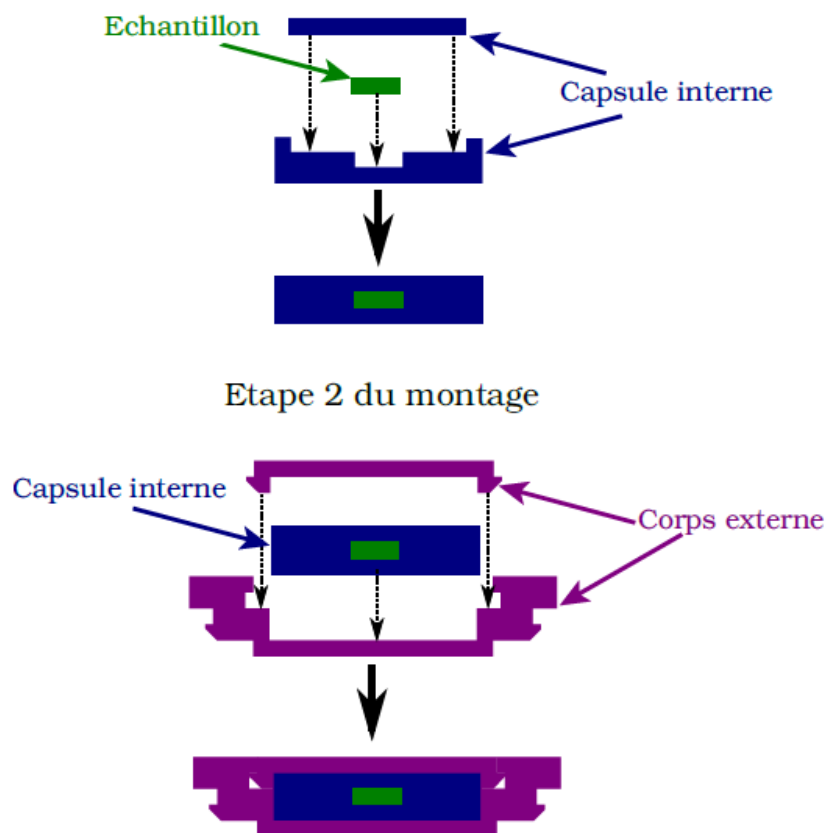 Echantillon
Capsule interne
Etape 2 du montage
Capsule interne
Corps externe